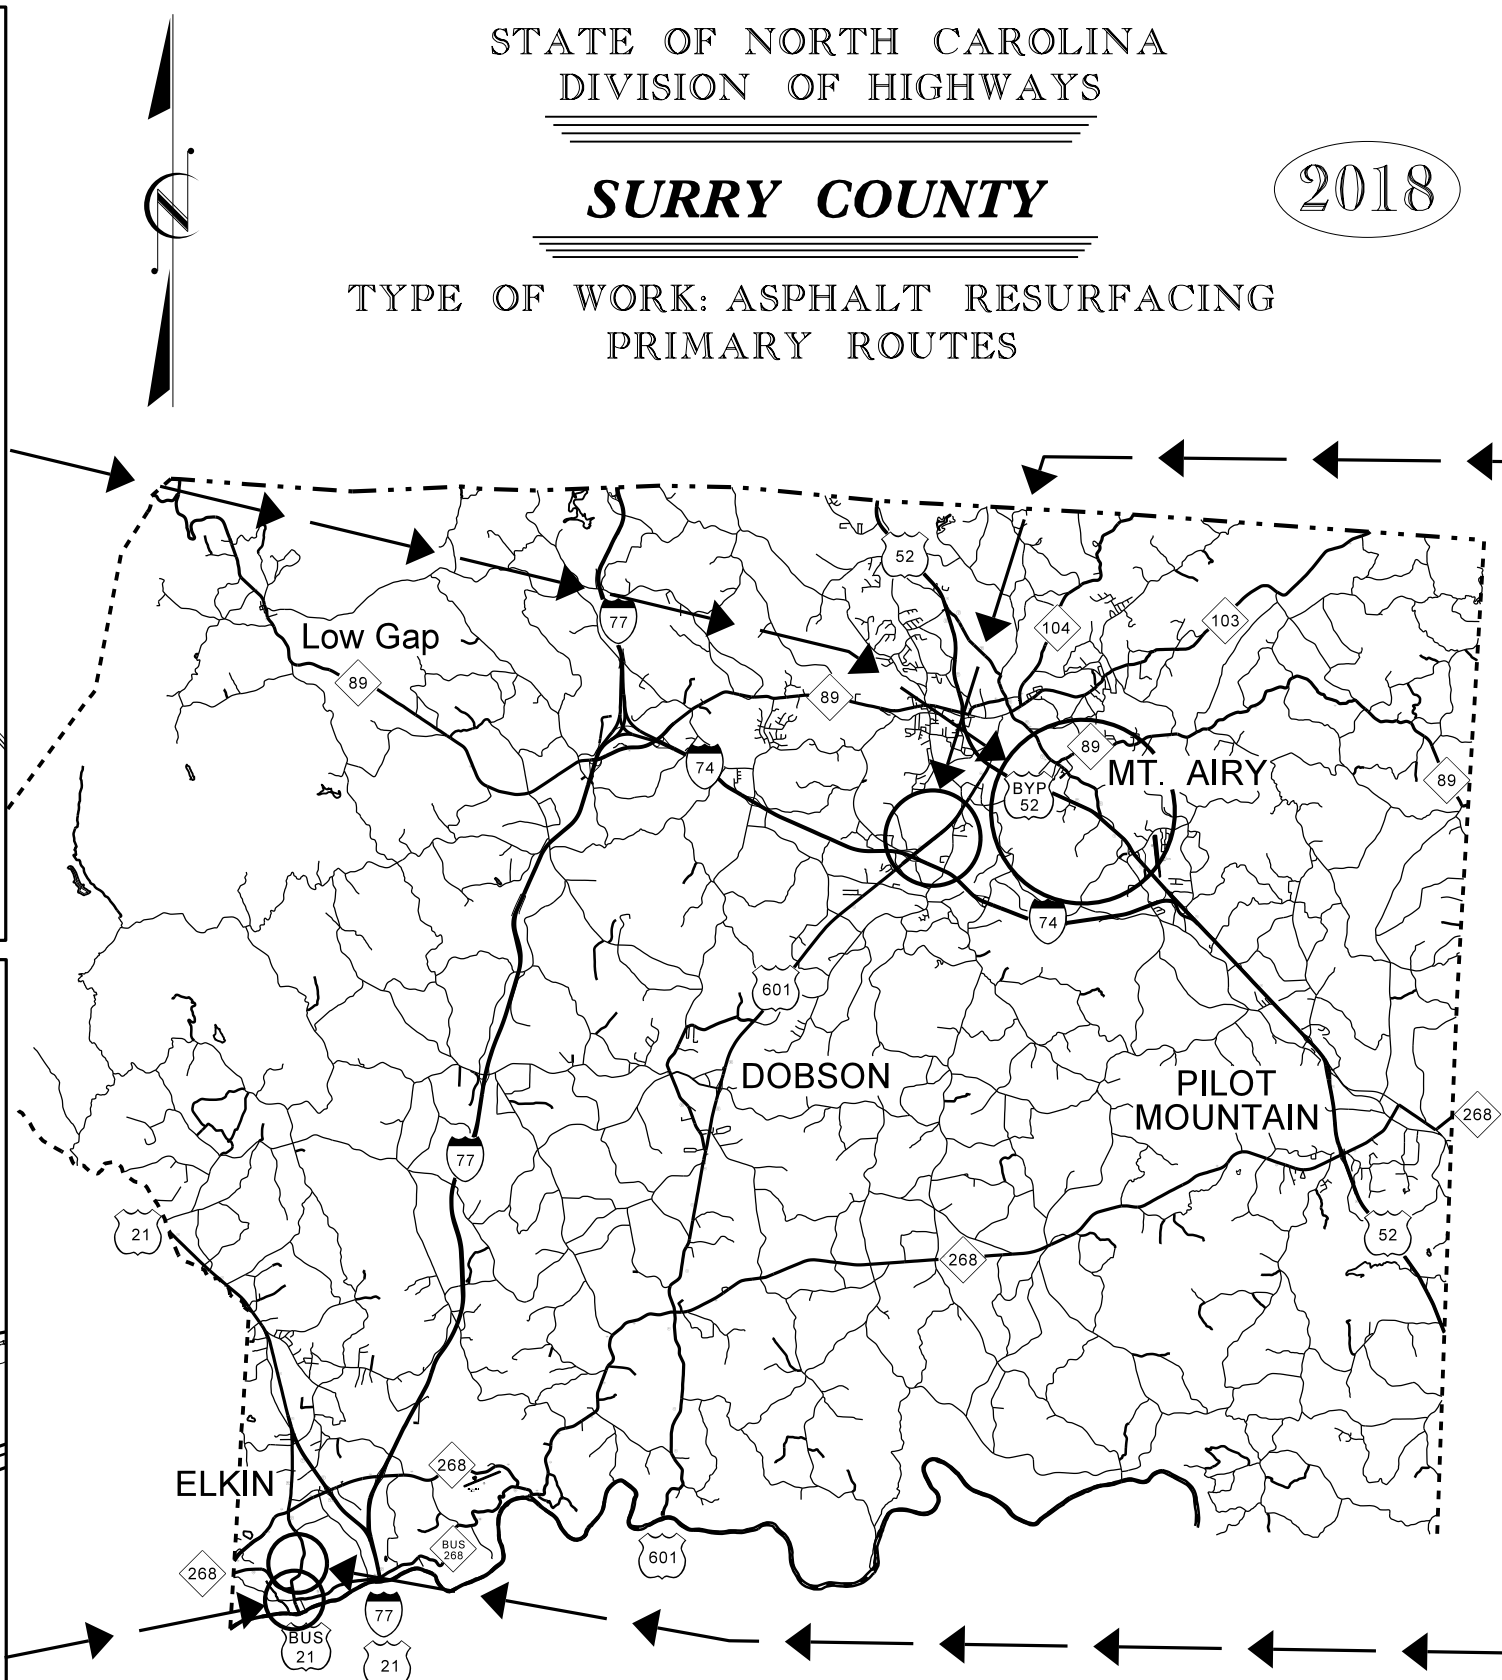 STATE OF NORTH CAROLINA
DIVISION OF HIGHWAYS
SURRY COUNTY
2018
TYPE OF WORK: ASPHALT RESURFACING
PRIMARY ROUTES
N
52
77
104
103
Low Gap
89
89
89
MT. AIRY
74
BYP
52
89
74
601
DOBSON
PILOT
MOUNTAIN
268
77
21
52
268
268
ELKIN
BUS
268
601
268
77
BUS
21
21